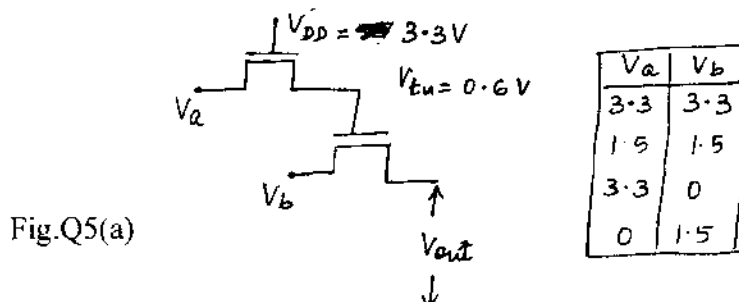 V_DD = 3.3V
V_tn = 0.6 V
V_a
V_b
V_out
Fig.Q5(a)
V_a V_b
3.3 3.3
1.5 1.5
3.3 0
0 1.5